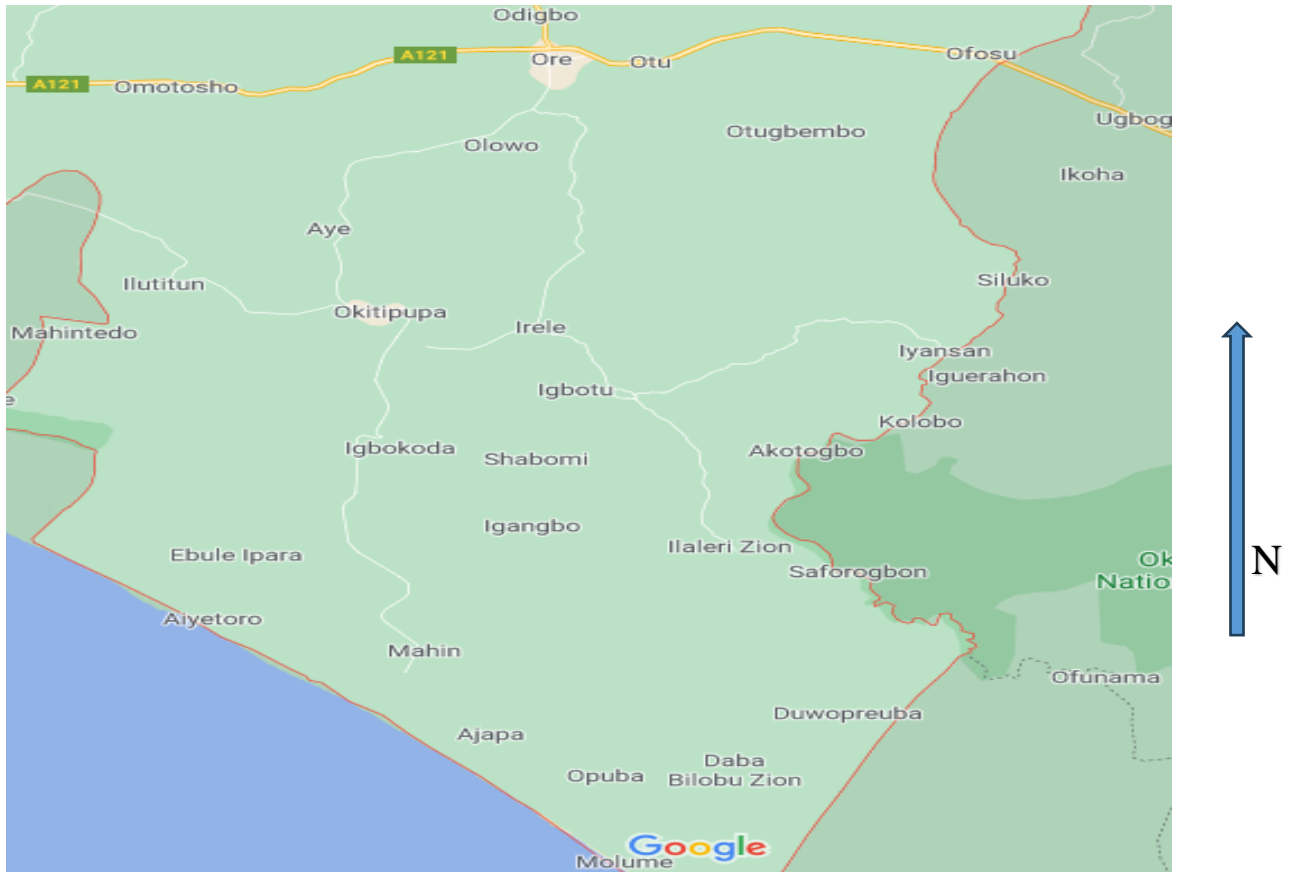 Odigbo
A121
Ore
Otu
Ofosu
A121
Omotosho
Ugbog
Otugbembo
Olowo
Ikoha
Aye
Siluko
Ilutitun
Okitipupa
Irele
Mahintedo
Iyansan
Iguerahon
Igbotu
e
Kolobo
Igbokoda
Shabomi
Akotogbo
Igangbo
Ilaleri Zion
Ebule Ipara
Ok
Natio
N
Saforogbon
Aiyetoro
Mahin
Ofunama
Duwopreuba
Ajapa
Daba
Bilobu Zion
Opuba
Google
Molume